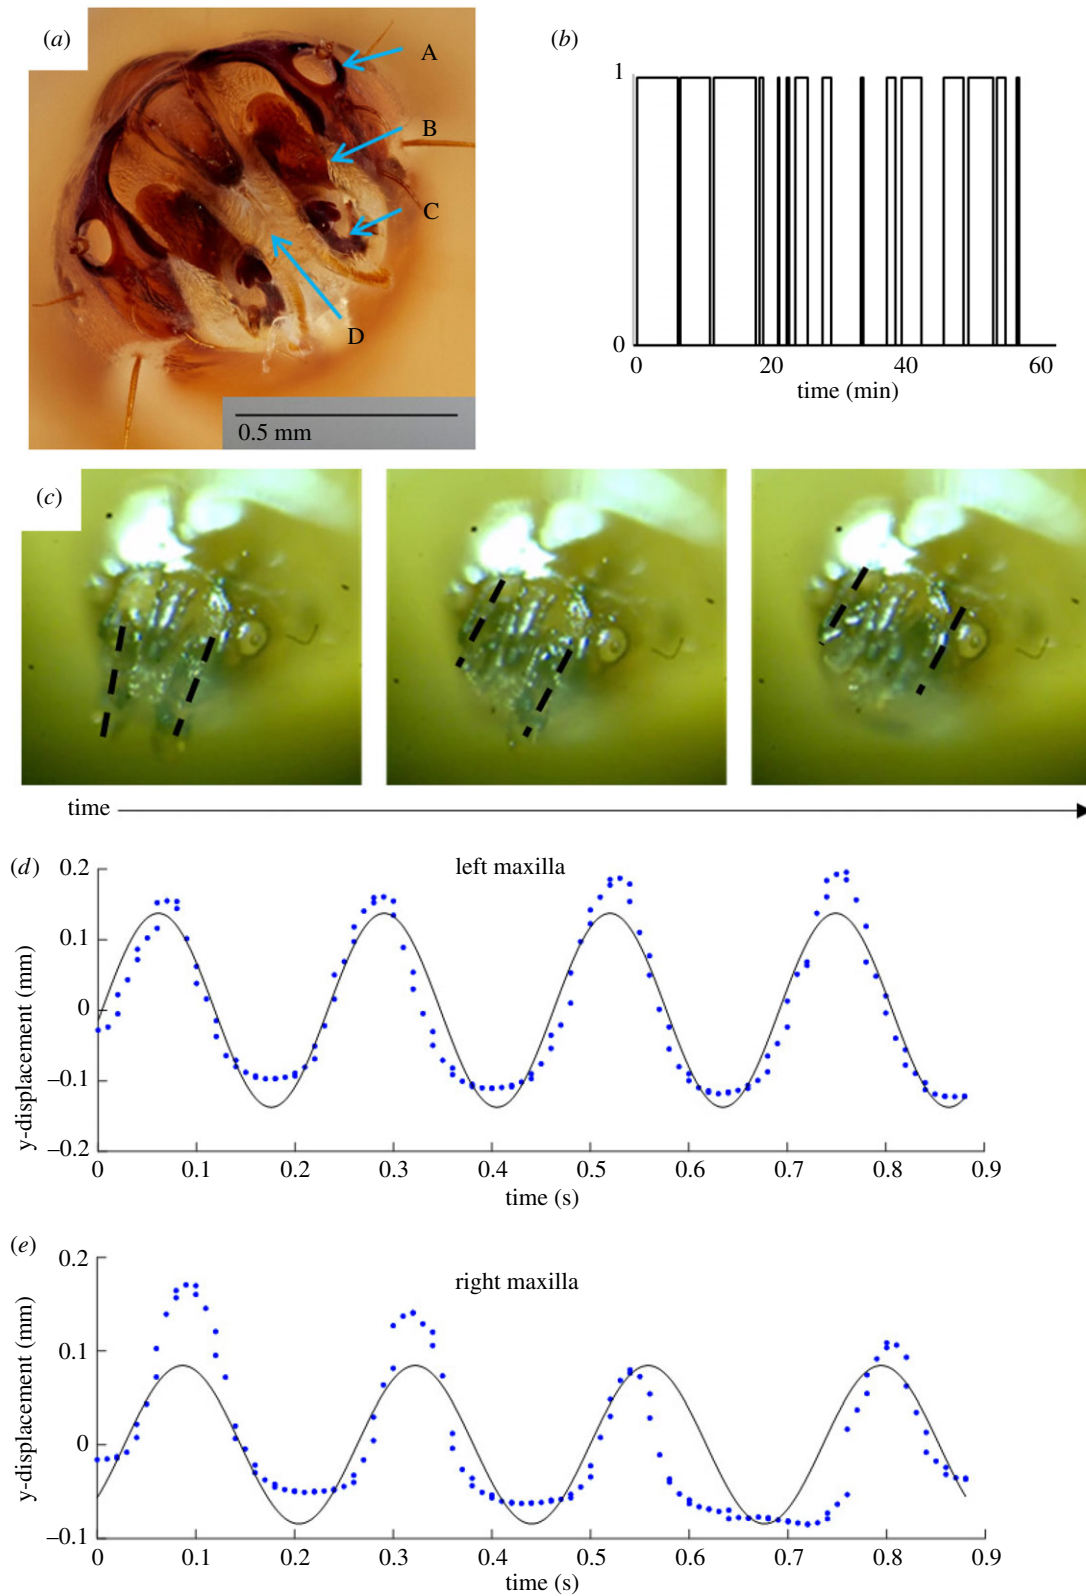 (a)
A
B
C
D
0.5 mm
(b)
1
0
0 20 40 60
time (min)
(c)
time
(d)
left maxilla
0.2
0.1
0
–0.1
–0.2
y-displacement (mm)
0 0.1 0.2 0.3 0.4 0.5 0.6 0.7 0.8 0.9
time (s)
(e)
right maxilla
0.2
0.1
0
–0.1
y-displacement (mm)
0 0.1 0.2 0.3 0.4 0.5 0.6 0.7 0.8 0.9
time (s)